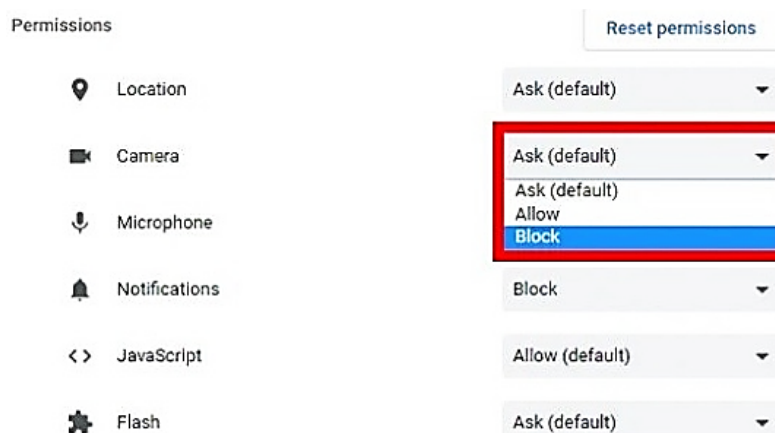 Permissions
Reset permissions
Location
Ask (default)
Camera
Ask (default)
Ask (default)
Allow
Block
Microphone
Notifications
Block
JavaScript
Allow (default)
Flash
Ask (default)